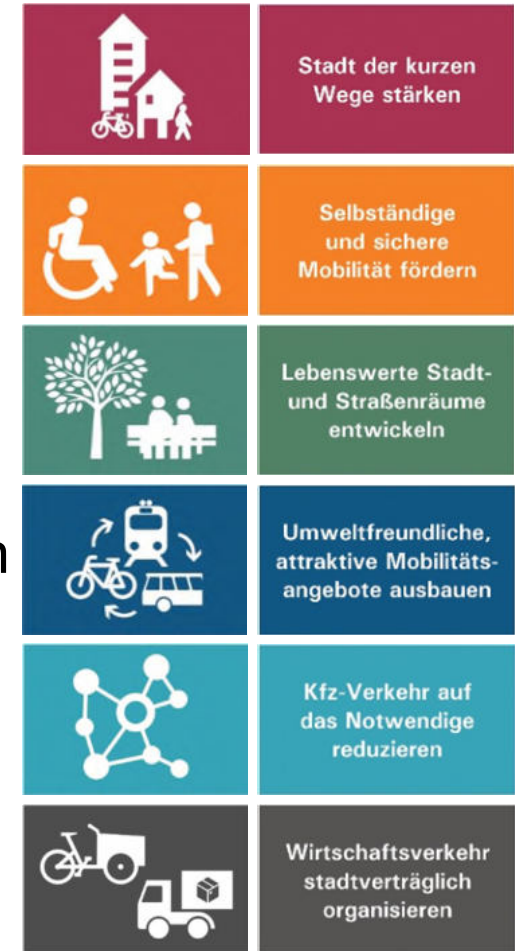 Stadt der kurzen
Wege stärken
Selbständige
und sichere
Mobilität fördern
Lebenswerte Stadt-
und Straßenräume
entwickeln
n
Umweltfreundliche,
attraktive Mobilitäts-
angebote ausbauen
Kfz-Verkehr auf
das Notwendige
reduzieren
Wirtschaftsverkehr
stadtverträglich
organisieren